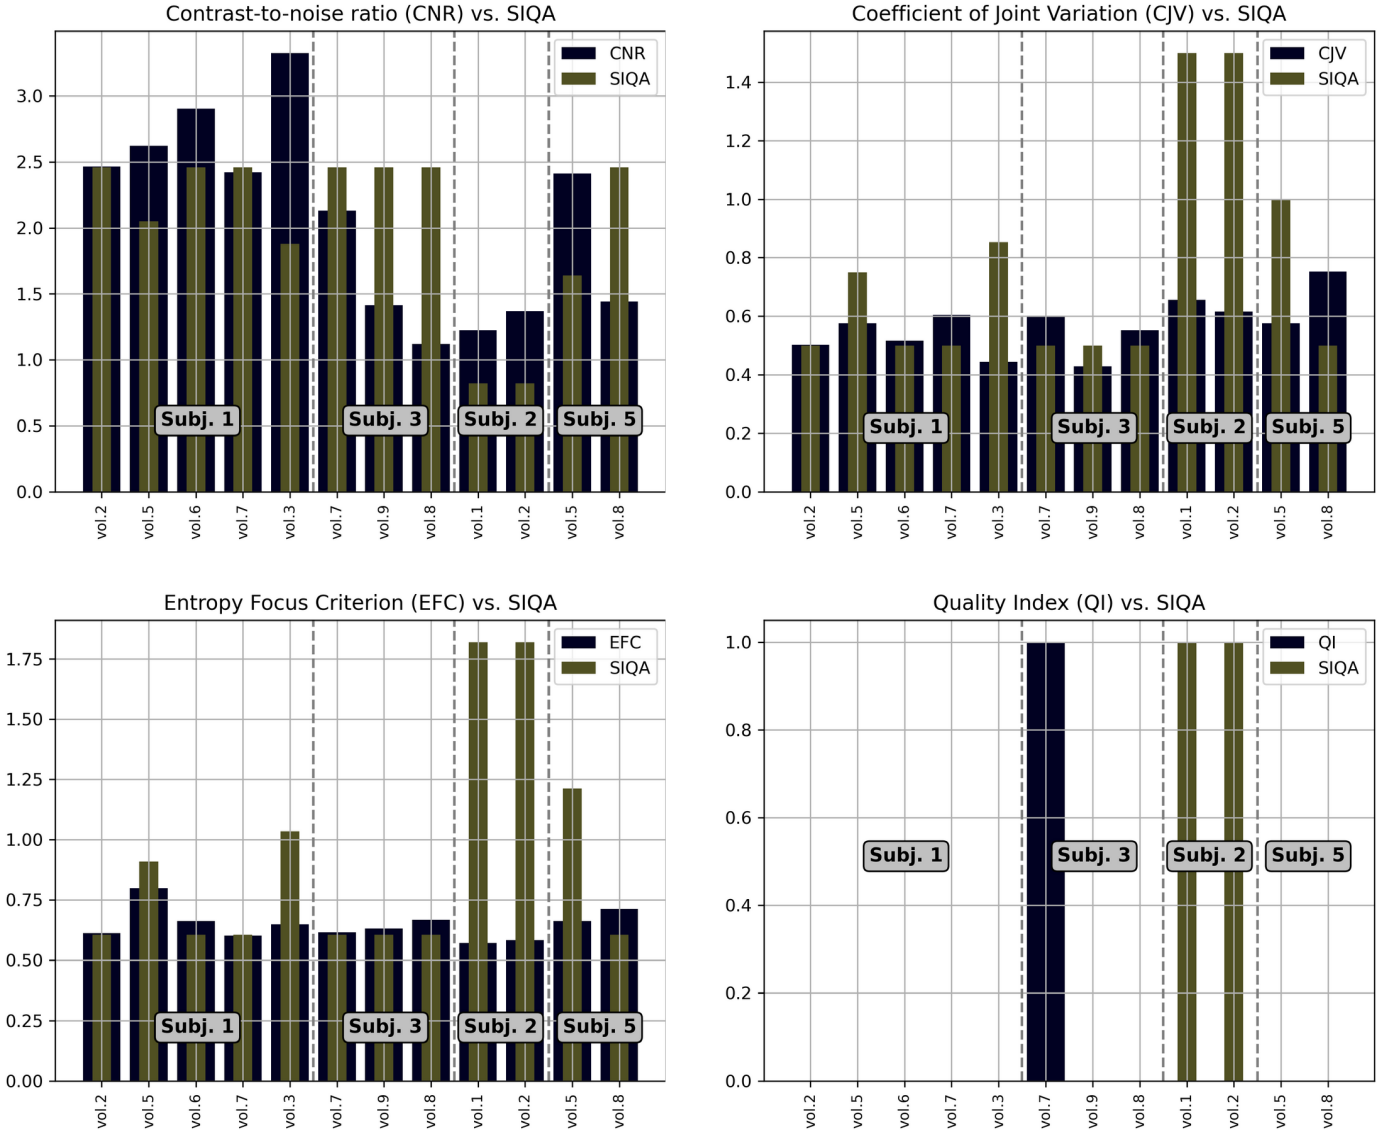 Contrast-to-noise ratio (CNR) vs. SIQA
CNR
SIQA
3.0
2.5
2.0
1.5
1.0
0.5
0.0
Subj. 1
Subj. 3
Subj. 2
Subj. 5
vol.2
vol.5
vol.6
vol.7
vol.3
vol.7
vol.9
vol.8
vol.1
vol.2
vol.5
vol.8
Coefficient of Joint Variation (CJV) vs. SIQA
CJV
SIQA
1.4
1.2
1.0
0.8
0.6
0.4
0.2
0.0
Subj. 1
Subj. 3
Subj. 2
Subj. 5
vol.2
vol.5
vol.6
vol.7
vol.3
vol.7
vol.9
vol.8
vol.1
vol.2
vol.5
vol.8
Entropy Focus Criterion (EFC) vs. SIQA
EFC
SIQA
1.75
1.50
1.25
1.00
0.75
0.50
0.25
0.00
Subj. 1
Subj. 3
Subj. 2
Subj. 5
vol.2
vol.5
vol.6
vol.7
vol.3
vol.7
vol.9
vol.8
vol.1
vol.2
vol.5
vol.8
Quality Index (QI) vs. SIQA
QI
SIQA
1.0
0.8
0.6
0.4
0.2
0.0
Subj. 1
Subj. 3
Subj. 2
Subj. 5
vol.2
vol.5
vol.6
vol.7
vol.3
vol.7
vol.9
vol.8
vol.1
vol.2
vol.5
vol.8